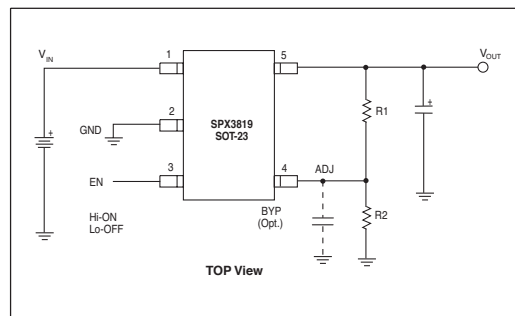 V_IN
1
5
V_OUT
+
2
SPX3819
SOT-23
R1
+
GND
3
4
ADJ
EN
Hi-ON
Lo-OFF
BYP
(Opt.)
R2
TOP View